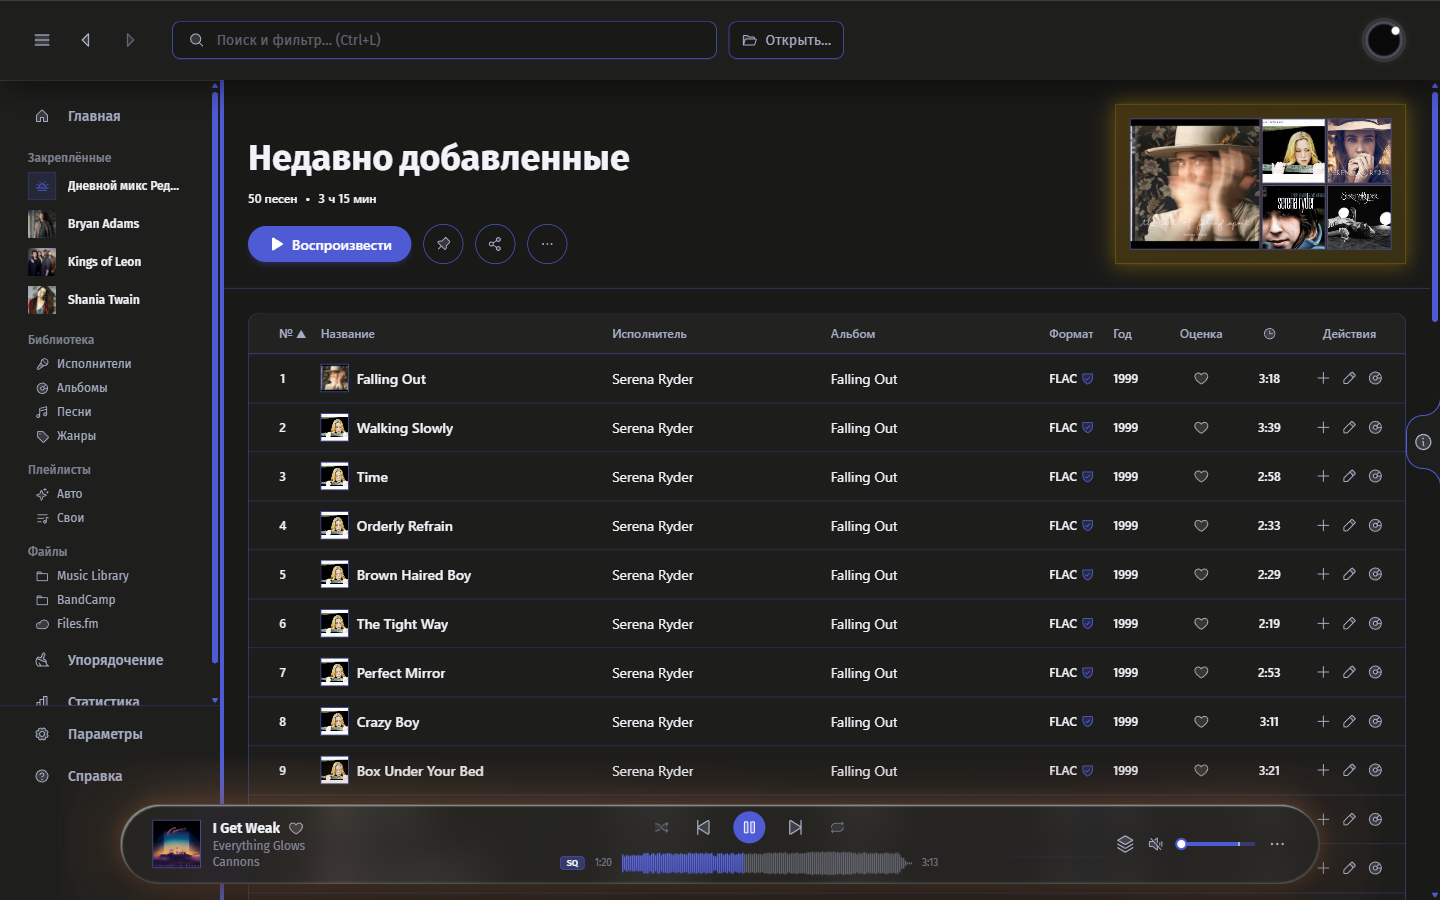 Поиск и фильтр... (Ctrl+L)
Открыть...
Главная
Закреплённые
Дневной микс Ред...
Bryan Adams
Kings of Leon
Shania Twain
Библиотека
Исполнители
Альбомы
Песни
Жанры
Плейлисты
Авто
Свои
Файлы
Music Library
BandCamp
Files.fm
Упорядочение
Статистика
Параметры
Справка
Недавно добавленные
50 песен • 3 ч 15 мин
Воспроизвести
serena ryder
№ Название Исполнитель Альбом Формат Год Оценка Действия
1 Falling Out Serena Ryder Falling Out FLAC 1999 3:18
2 Walking Slowly Serena Ryder Falling Out FLAC 1999 3:39
3 Time Serena Ryder Falling Out FLAC 1999 2:58
4 Orderly Refrain Serena Ryder Falling Out FLAC 1999 2:33
5 Brown Haired Boy Serena Ryder Falling Out FLAC 1999 2:29
6 The Tight Way Serena Ryder Falling Out FLAC 1999 2:19
7 Perfect Mirror Serena Ryder Falling Out FLAC 1999 2:53
8 Crazy Boy Serena Ryder Falling Out FLAC 1999 3:11
9 Box Under Your Bed Serena Ryder Falling Out FLAC 1999 3:21
I Get Weak
Everything Glows
Cannons
SQ 1:20 3:13